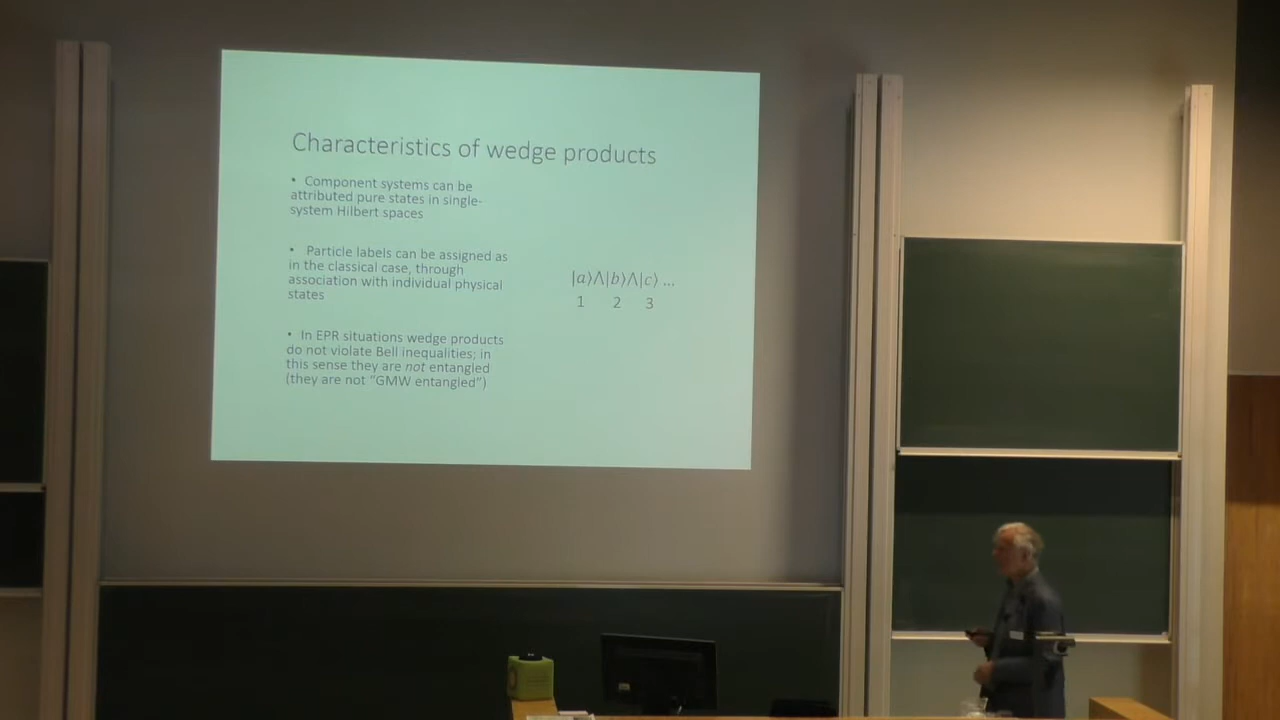 Characteristics of wedge products
• Component systems can be
attributed pure states in single-
system Hilbert spaces
• Particle labels can be assigned as
in the classical case, through
association with individual physical
states
• In EPR situations wedge products
do not violate Bell inequalities; in
this sense they are not entangled
(they are not “GMW entangled”)
|a⟩Λ|b⟩Λ|c⟩ ...
1 2 3